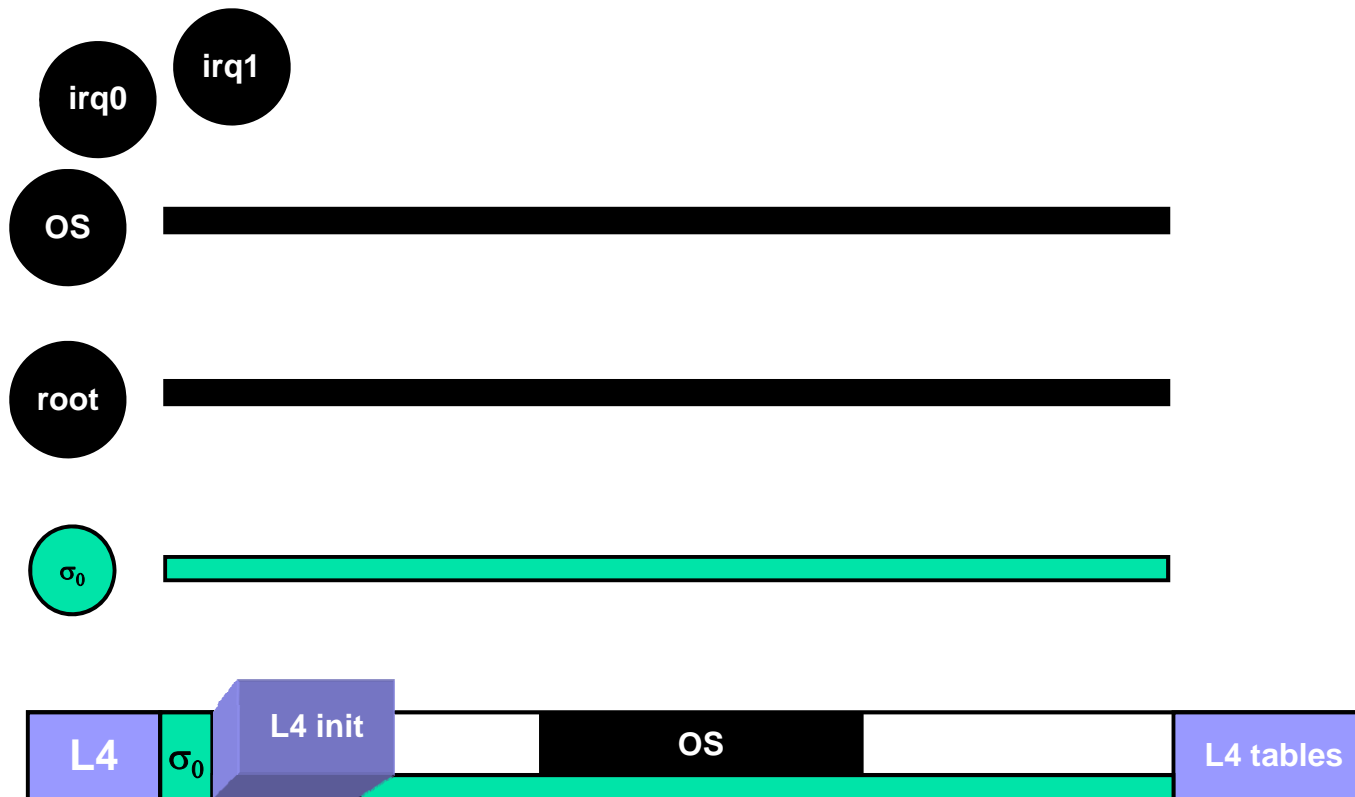 irq1
irq0
OS
root
σ0
L4 init
L4
σ0
OS
L4 tables